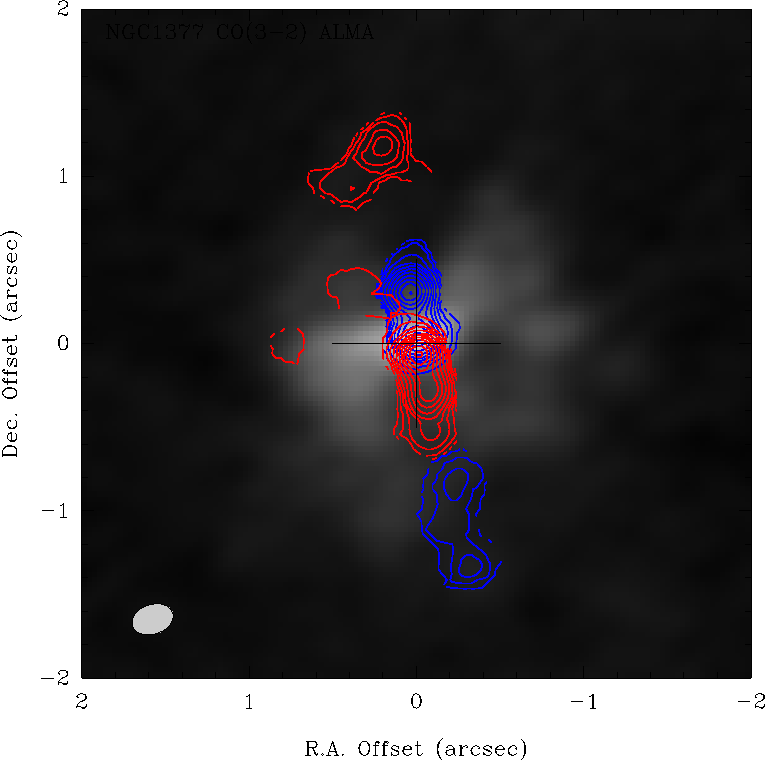 NGC1377 CO(3-2) ALMA
2
1
0
-1
-2
Dec. Offset (arcsec)
2 1 0 -1 -2
R.A. Offset (arcsec)